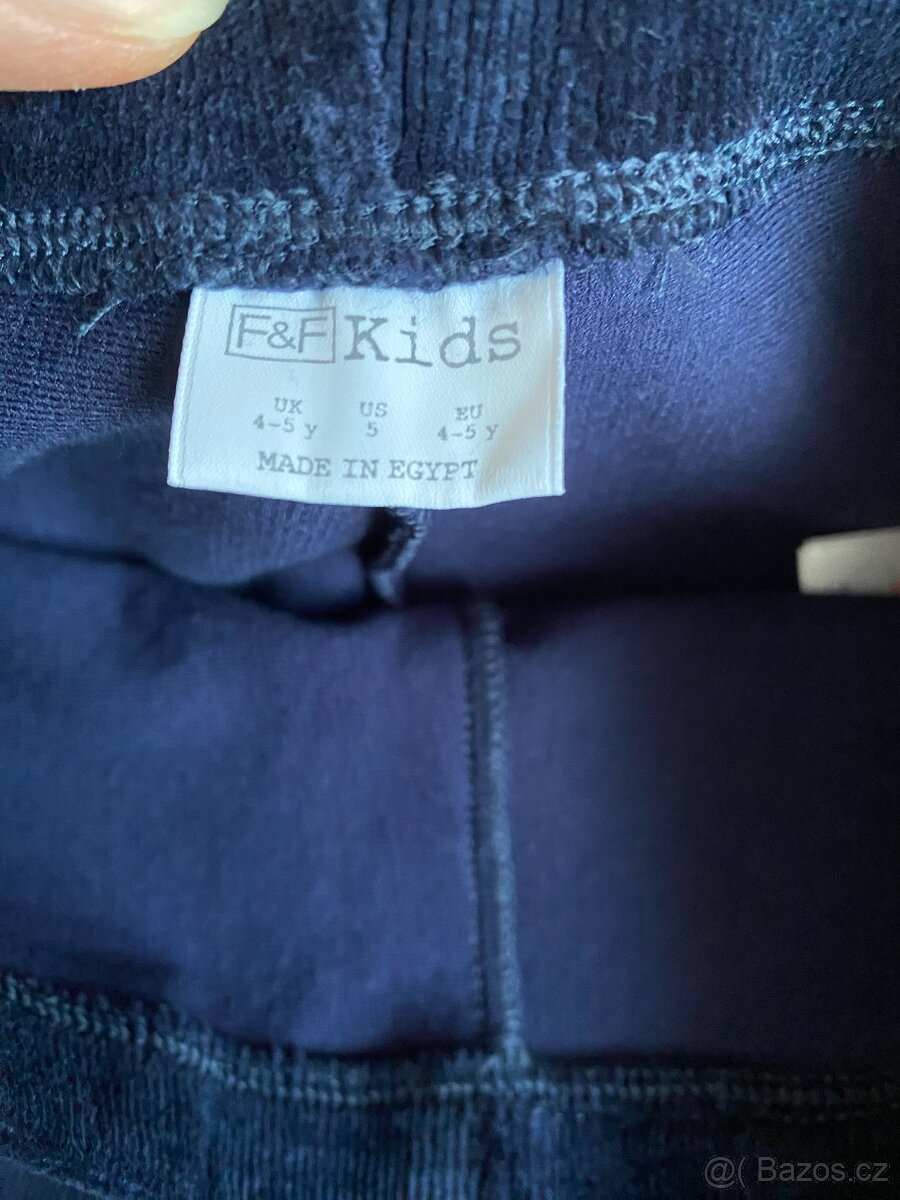 F&F Kids
UK US EU
4-5 y 5 4-5 y
MADE IN EGYPT
@( Bazos.cz